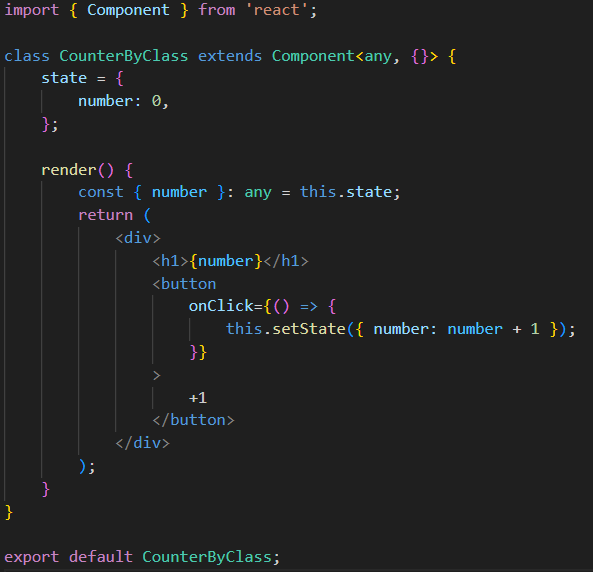 import { Component } from 'react';

class CounterByClass extends Component<any, {}> {
    state = {
        number: 0,
    };

    render() {
        const { number }: any = this.state;
        return (
            <div>
                <h1>{number}</h1>
                <button
                    onClick={() => {
                        this.setState({ number: number + 1 });
                    }}
                >
                    +1
                </button>
            </div>
        );
    }
}

export default CounterByClass;